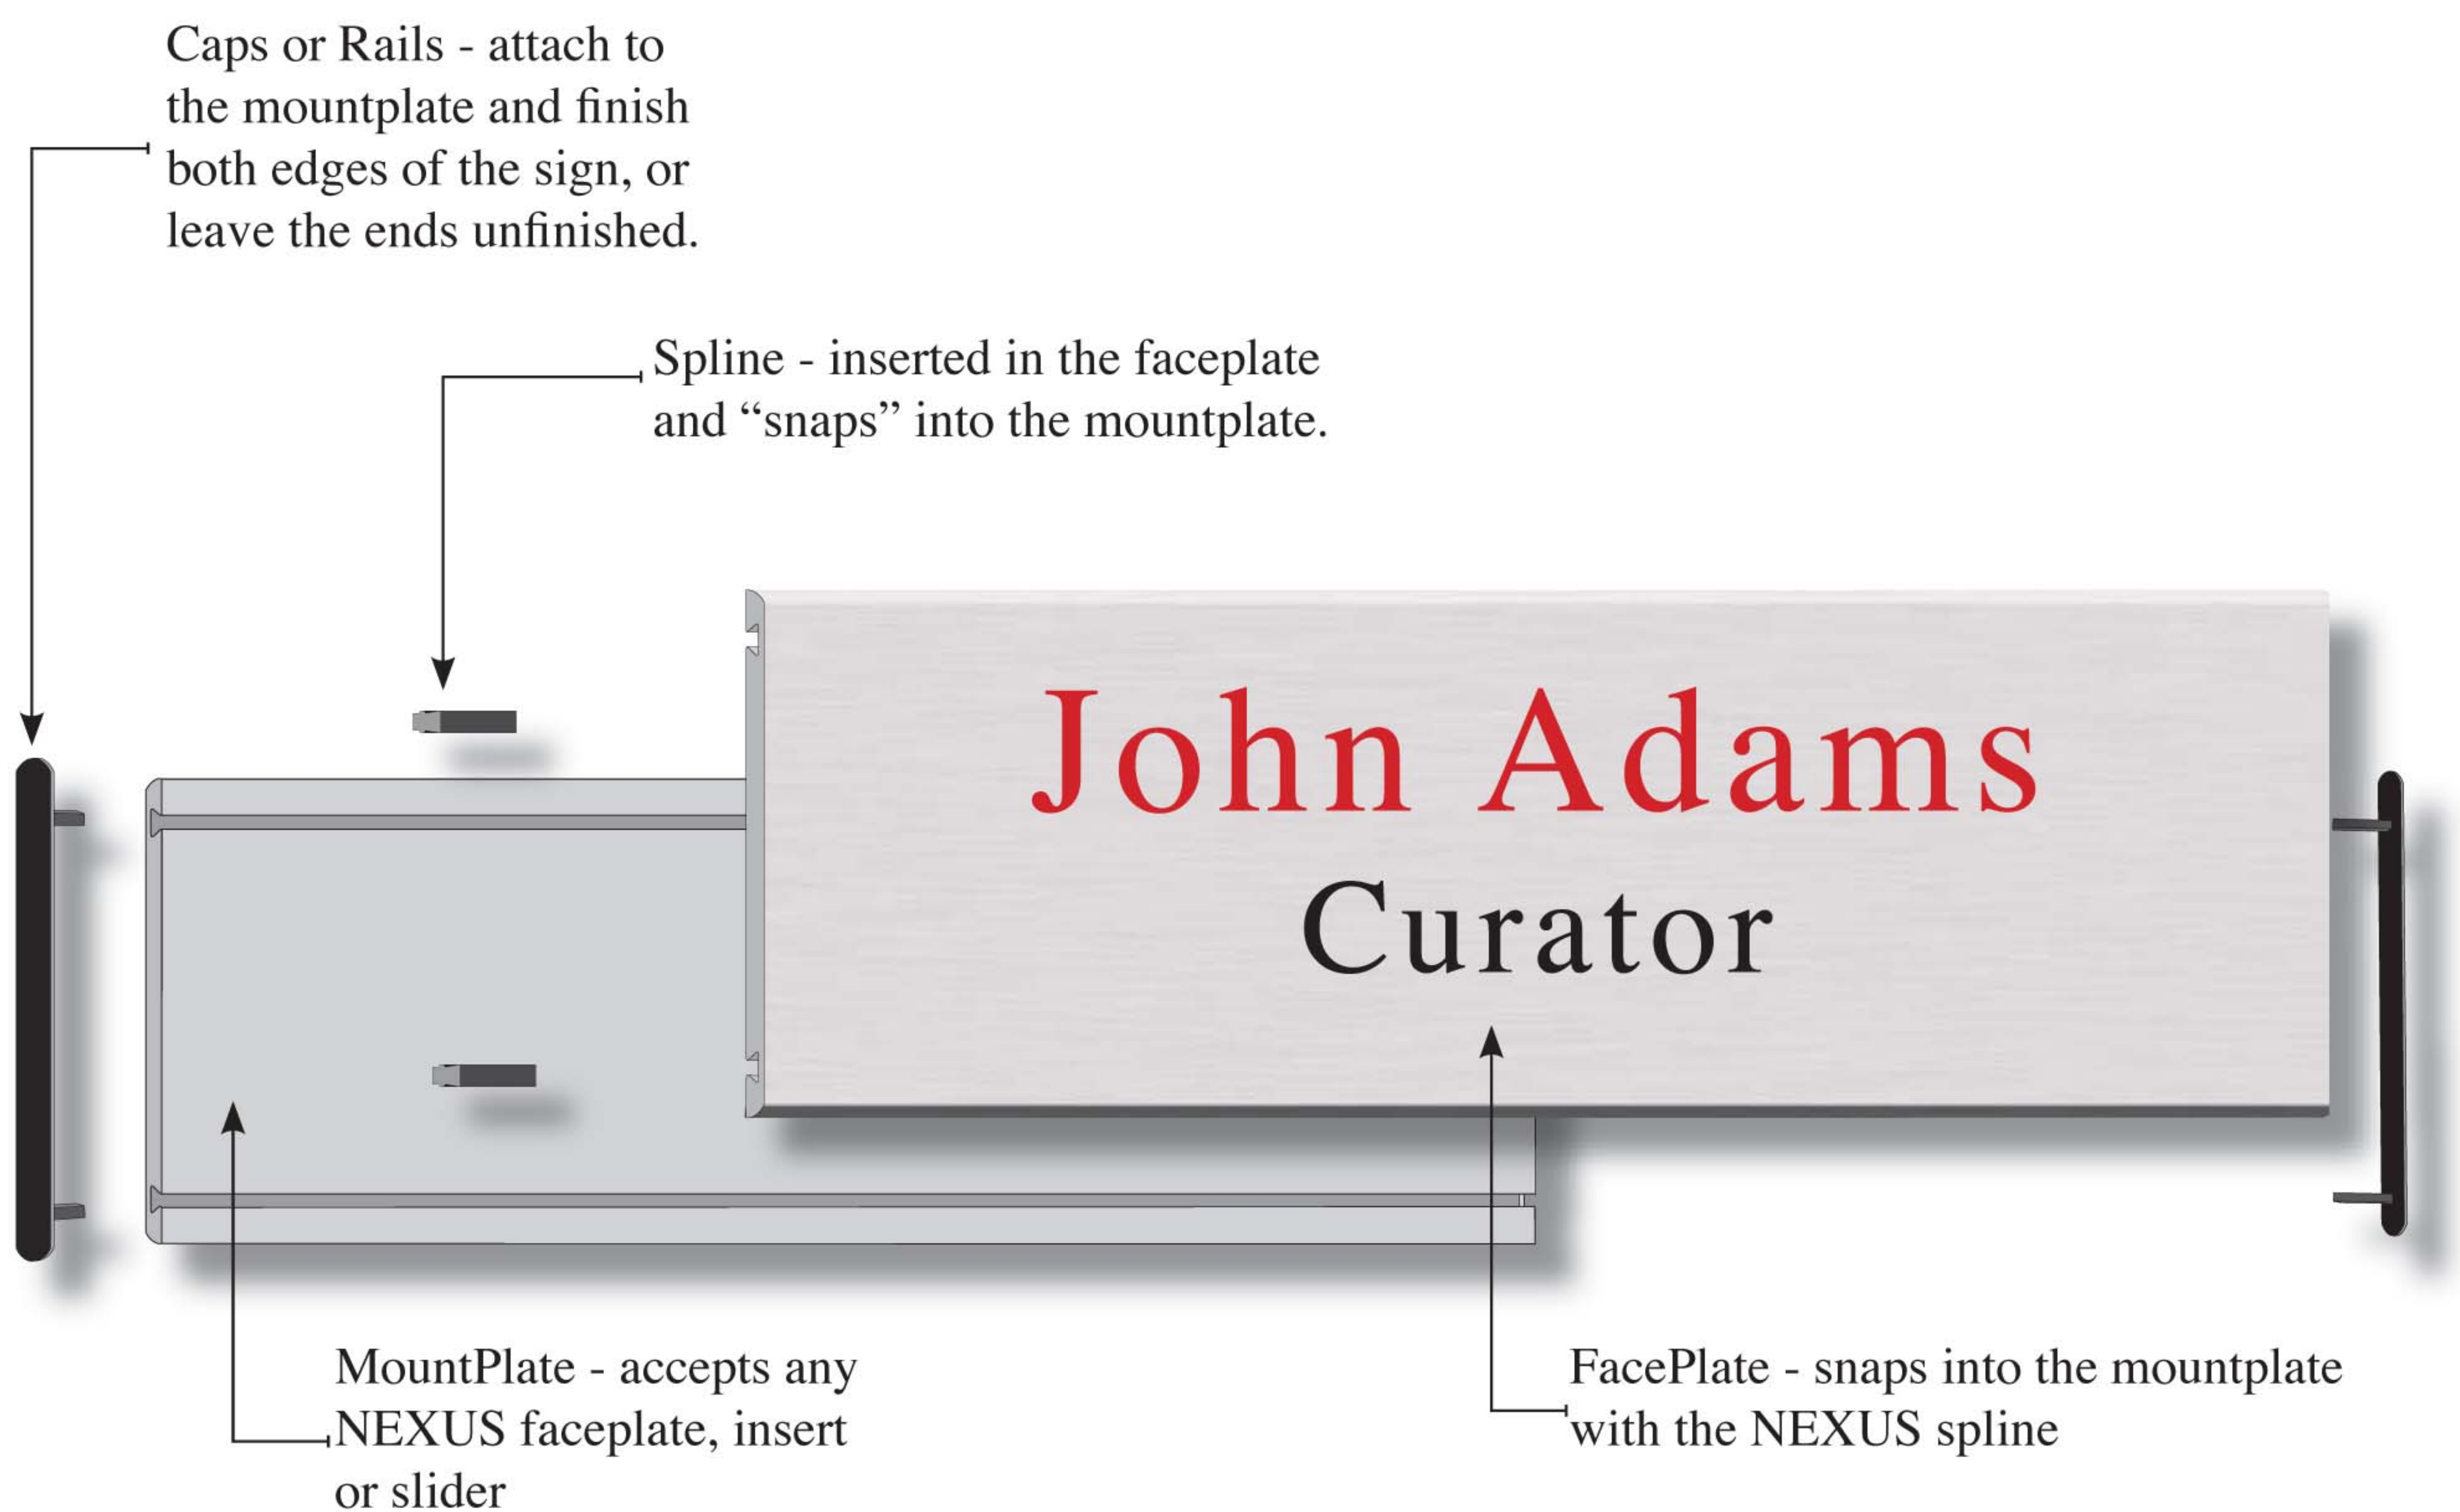 Caps or Rails - attach to
the mountplate and finish
both edges of the sign, or
leave the ends unfinished.
Spline - inserted in the faceplate
and “snaps” into the mountplate.
John Adams
Curator
MountPlate - accepts any
NEXUS faceplate, insert
or slider
FacePlate - snaps into the mountplate
with the NEXUS spline